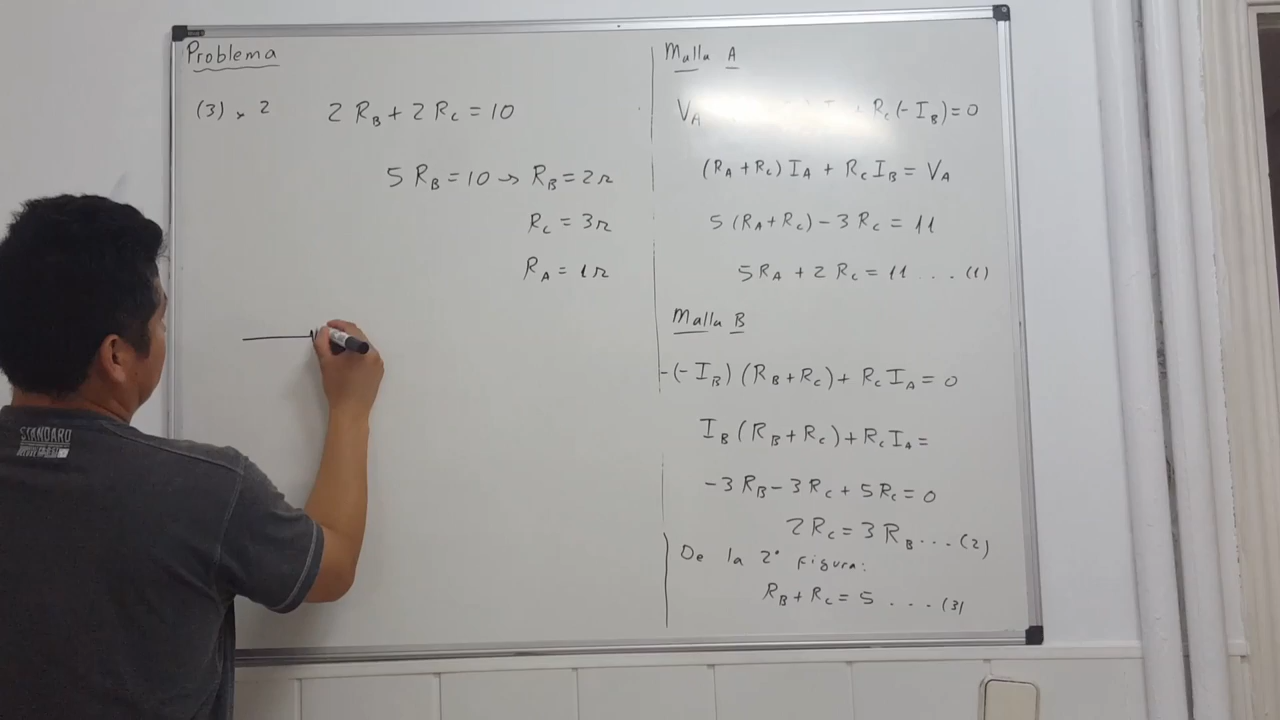 Problema
(3) x 2 2 R_B + 2 R_C = 10
5 R_B = 10 → R_B = 2Ω
R_C = 3Ω
R_A = 1Ω
Malla A
V_A R_C (- I_B) = 0
(R_A + R_C) I_A + R_C I_B = V_A
5 (R_A + R_C) - 3 R_C = 11
5 R_A + 2 R_C = 11 ... (1)
Malla B
-(- I_B) (R_B + R_C) + R_C I_A = 0
I_B (R_B + R_C) + R_C I_A =
-3 R_B - 3 R_C + 5 R_C = 0
2 R_C = 3 R_B ... (2)
De la 2° figura:
R_B + R_C = 5 ... (3)
STANDARD